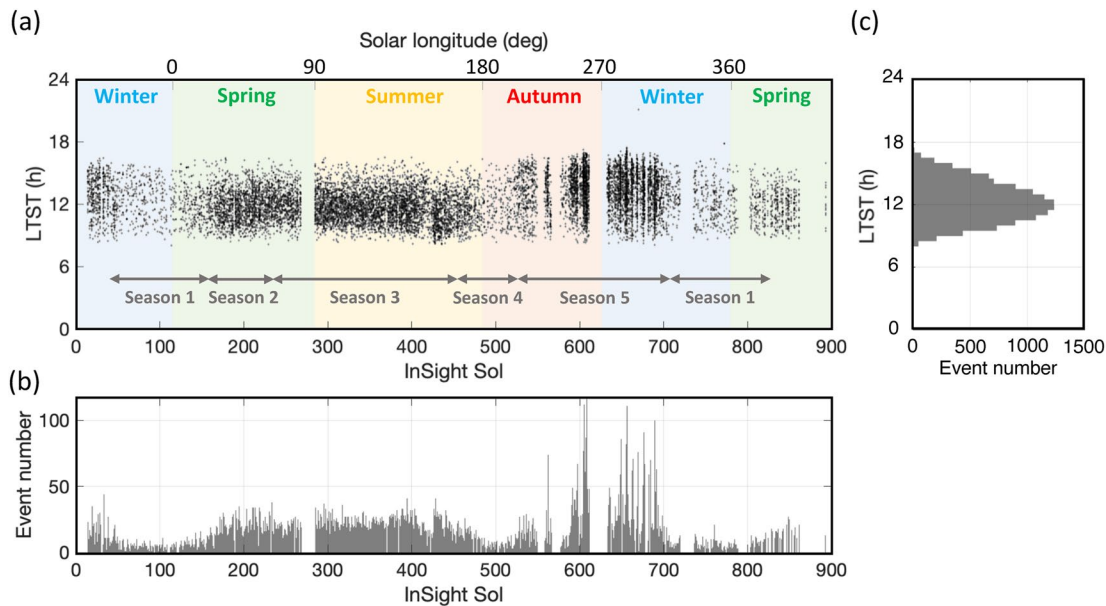 (a)
Solar longitude (deg)
0 90 180 270 360
24
18
12
6
0
LTST (h)
Winter Spring Summer Autumn Winter Spring
Season 1 Season 2 Season 3 Season 4 Season 5 Season 1
0 100 200 300 400 500 600 700 800 900
InSight Sol
(c)
24
18
12
6
0
LTST (h)
0 500 1000 1500
Event number
(b)
100
50
0
Event number
0 100 200 300 400 500 600 700 800 900
InSight Sol